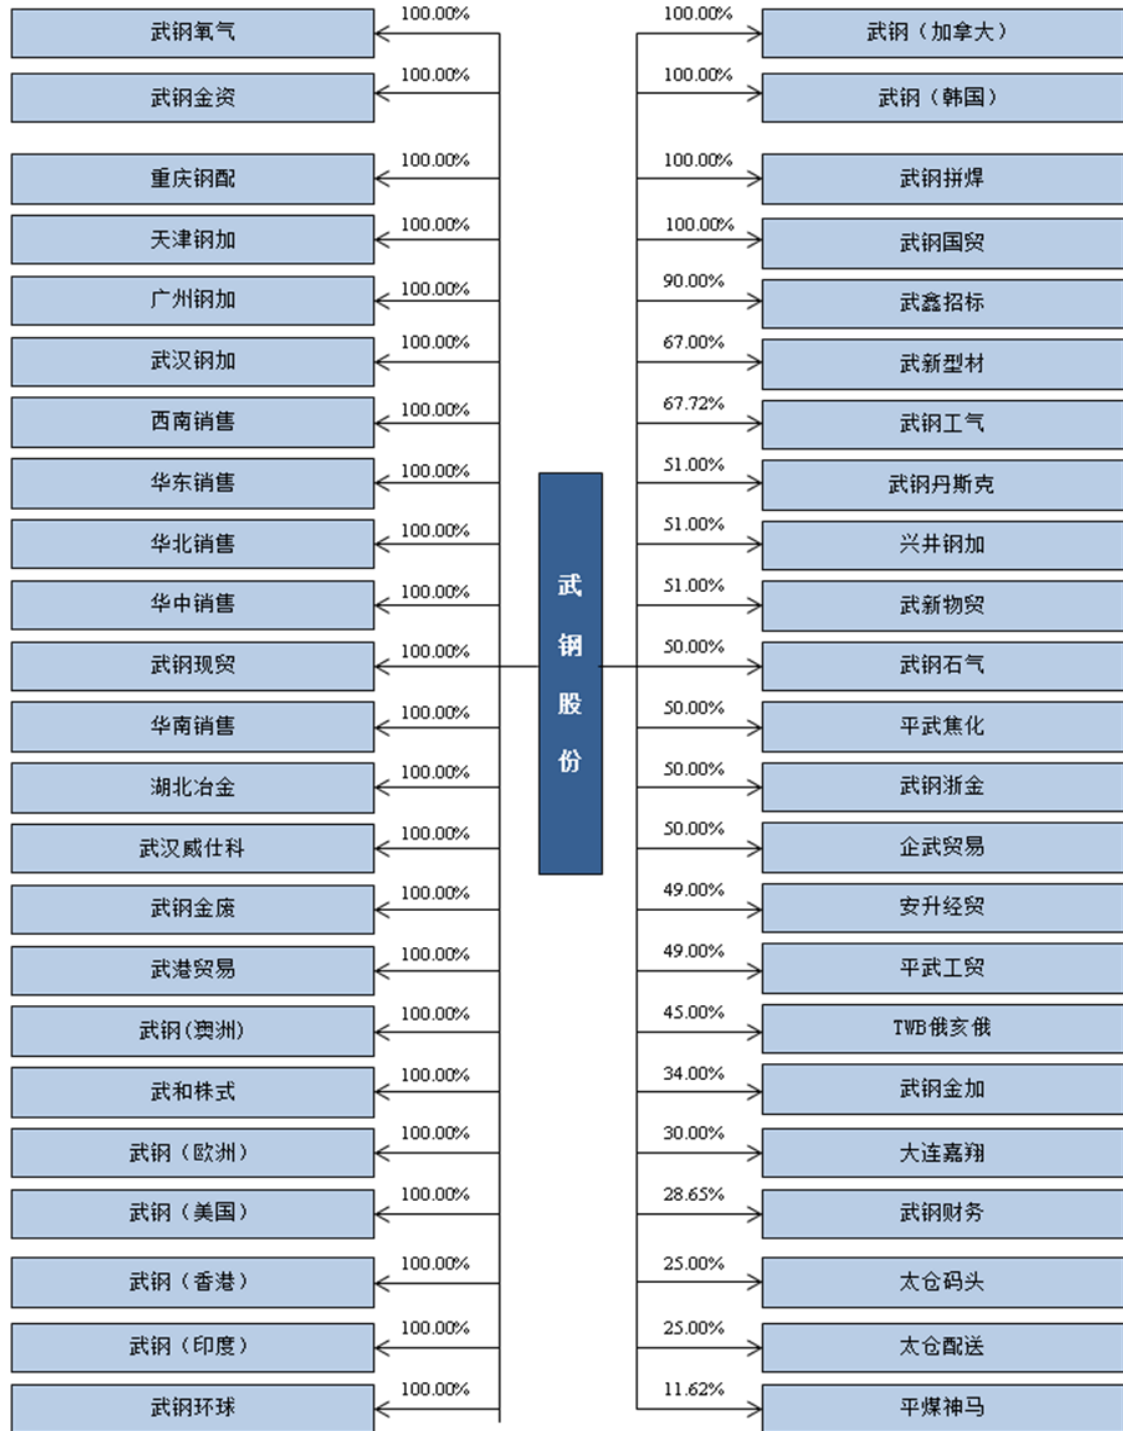 武钢氧气
100.00%
武钢金资
100.00%
重庆钢配
100.00%
天津钢加
100.00%
广州钢加
100.00%
武汉钢加
100.00%
西南销售
100.00%
华东销售
100.00%
华北销售
100.00%
华中销售
100.00%
武钢现贸
100.00%
华南销售
100.00%
湖北冶金
100.00%
武汉威仕科
100.00%
武钢金废
100.00%
武港贸易
100.00%
武钢(澳洲)
100.00%
武和株式
100.00%
武钢（欧洲）
100.00%
武钢（美国）
100.00%
武钢（香港）
100.00%
武钢（印度）
100.00%
武钢环球
100.00%
武
钢
股
份
100.00%
武钢（加拿大）
100.00%
武钢（韩国）
100.00%
武钢拼焊
100.00%
武钢国贸
90.00%
武鑫招标
67.00%
武新型材
67.72%
武钢工气
51.00%
武钢丹斯克
51.00%
兴井钢加
51.00%
武新物贸
50.00%
武钢石气
50.00%
平武焦化
50.00%
武钢浙金
50.00%
企武贸易
49.00%
安升经贸
49.00%
平武工贸
45.00%
TWB俄亥俄
34.00%
武钢金加
30.00%
大连嘉翔
28.65%
武钢财务
25.00%
太仓码头
25.00%
太仓配送
11.62%
平煤神马